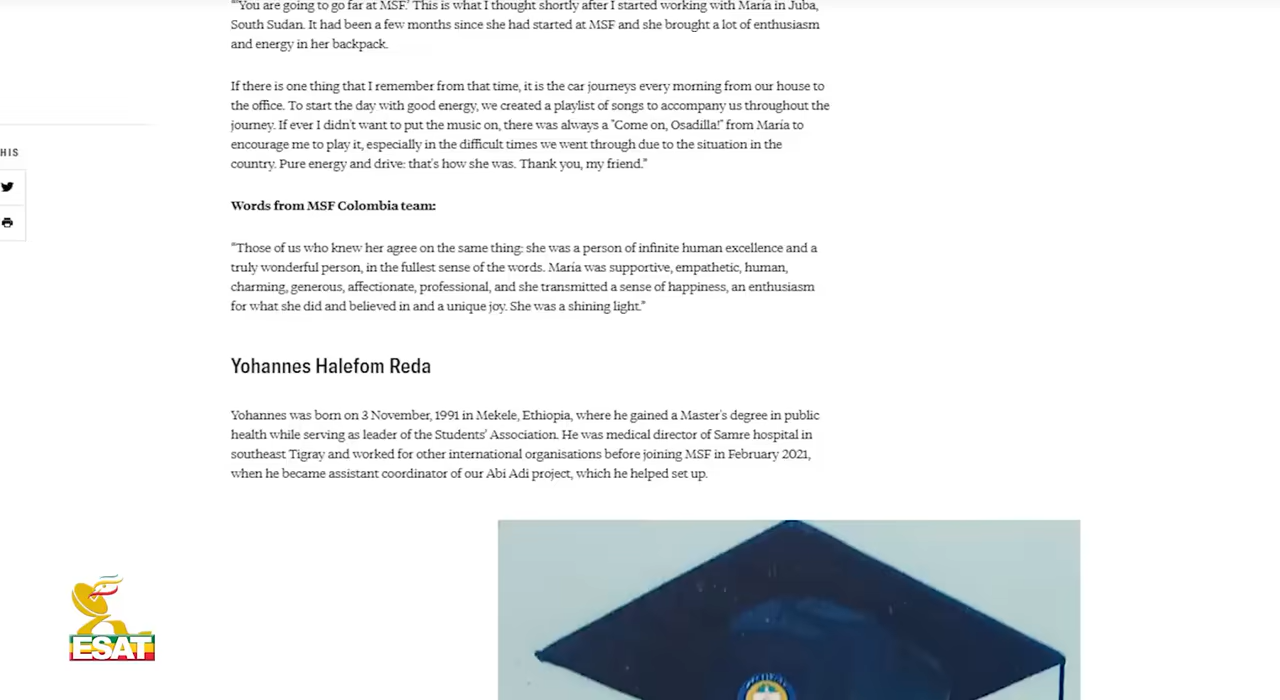 "'You are going to go far at MSF.' This is what I thought shortly after I started working with María in Juba,
South Sudan. It had been a few months since she had started at MSF and she brought a lot of enthusiasm
and energy in her backpack.
If there is one thing that I remember from that time, it is the car journeys every morning from our house to
the office. To start the day with good energy, we created a playlist of songs to accompany us throughout the
journey. If ever I didn't want to put the music on, there was always a "Come on, Osadilla!" from María to
encourage me to play it, especially in the difficult times we went through due to the situation in the
country. Pure energy and drive: that's how she was. Thank you, my friend."
HIS
Words from MSF Colombia team:
"Those of us who knew her agree on the same thing: she was a person of infinite human excellence and a
truly wonderful person, in the fullest sense of the words. María was supportive, empathetic, human,
charming, generous, affectionate, professional, and she transmitted a sense of happiness, an enthusiasm
for what she did and believed in and a unique joy. She was a shining light."
Yohannes Halefom Reda
Yohannes was born on 3 November, 1991 in Mekele, Ethiopia, where he gained a Master's degree in public
health while serving as leader of the Students' Association. He was medical director of Samre hospital in
southeast Tigray and worked for other international organisations before joining MSF in February 2021,
when he became assistant coordinator of our Abi Adi project, which he helped set up.
ESAT